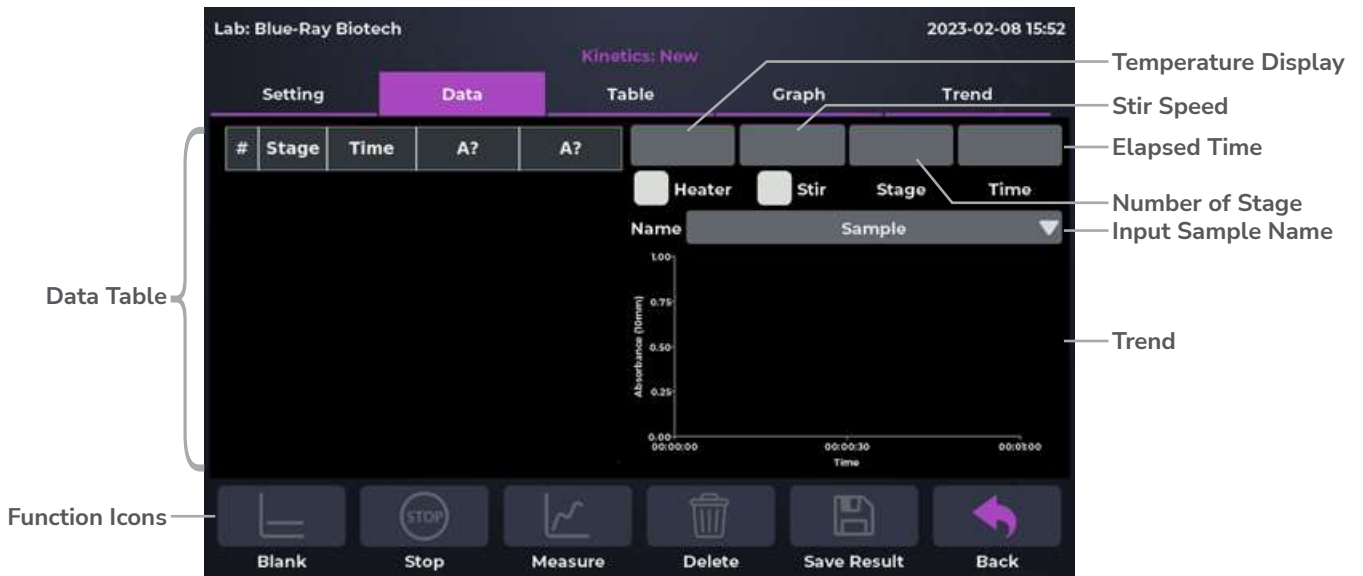 Lab: Blue-Ray Biotech
2023-02-08 15:52
Kinetics: New
Setting
Data
Table
Graph
Trend
# Stage Time A? A?
Heater
Stir
Stage
Time
Name
Sample
Absorbance (10mm)
1.00
0.75
0.50
0.25
0.00
00:00:00
00:00:30
00:01:00
Time
STOP
Blank
Stop
Measure
Delete
Save Result
Back
Temperature Display
Stir Speed
Elapsed Time
Number of Stage
Input Sample Name
Trend
Data Table
Function Icons